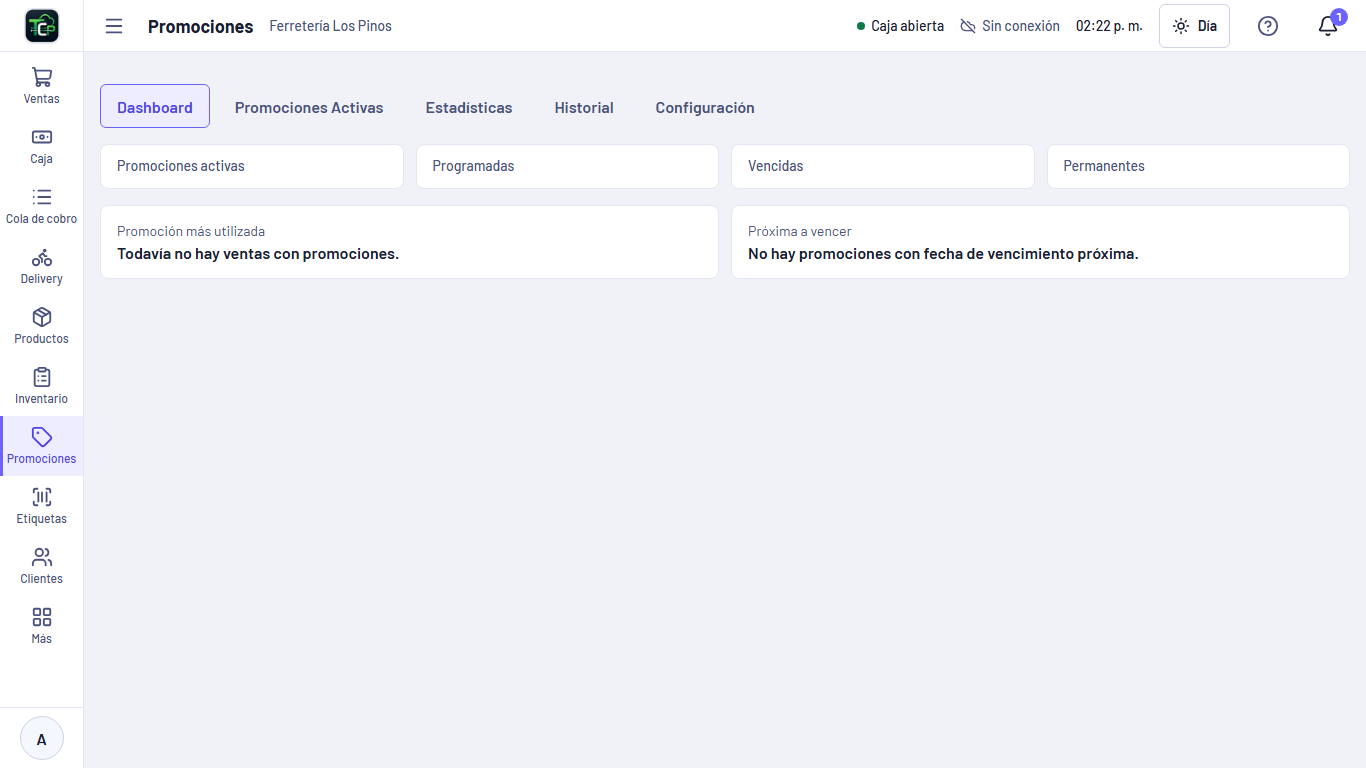 TCP
Promociones
Ferretería Los Pinos
Caja abierta
Sin conexión
02:22 p. m.
Día
1
Ventas
Caja
Cola de cobro
Delivery
Productos
Inventario
Promociones
Etiquetas
Clientes
Más
A
Dashboard
Promociones Activas
Estadísticas
Historial
Configuración
Promociones activas
Programadas
Vencidas
Permanentes
Promoción más utilizada
Todavía no hay ventas con promociones.
Próxima a vencer
No hay promociones con fecha de vencimiento próxima.